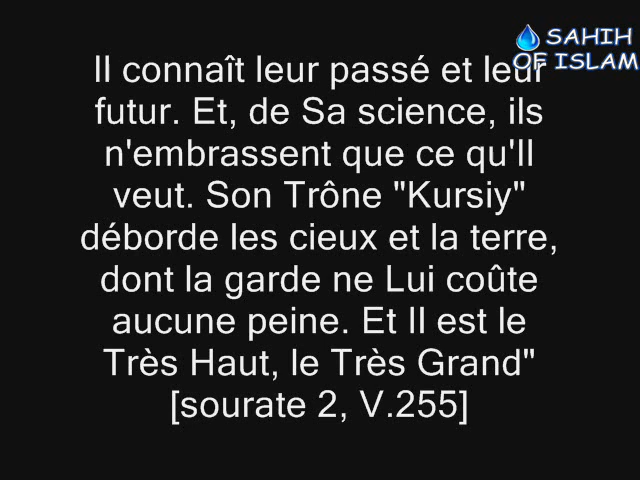 SAHIH
OF ISLAM
Il connaît leur passé et leur
futur. Et, de Sa science, ils
n'embrassent que ce qu'Il
veut. Son Trône "Kursiy"
déborde les cieux et la terre,
dont la garde ne Lui coûte
aucune peine. Et Il est le
Très Haut, le Très Grand"
[sourate 2, V.255]